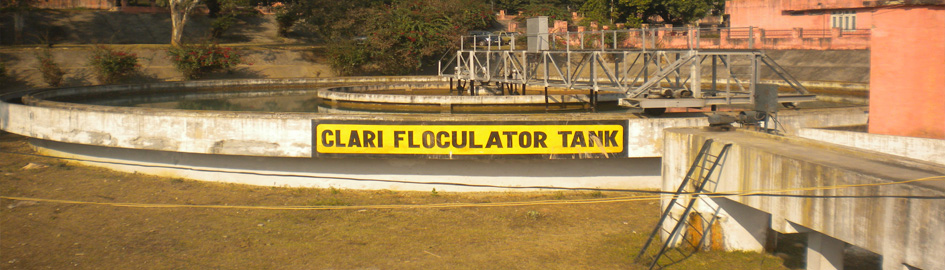 CLARI FLOCULATOR TANK